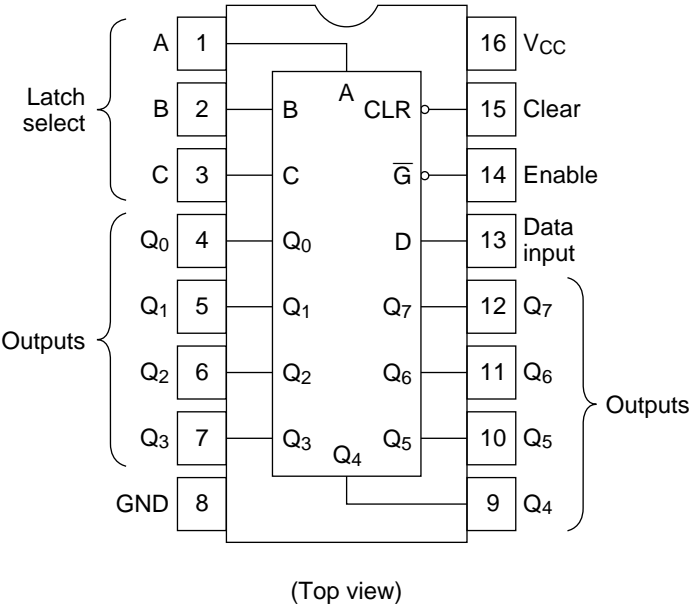 A 1 16 VCC
A
Latch
select
B 2 B CLR 15 Clear
C 3 C G 14 Enable
Q0 4 Q0 D 13 Data
input
Q1 5 Q1 Q7 12 Q7
Outputs
Q2 6 Q2 Q6 11 Q6
Outputs
Q3 7 Q3 Q5 10 Q5
Q4
GND 8 9 Q4
(Top view)